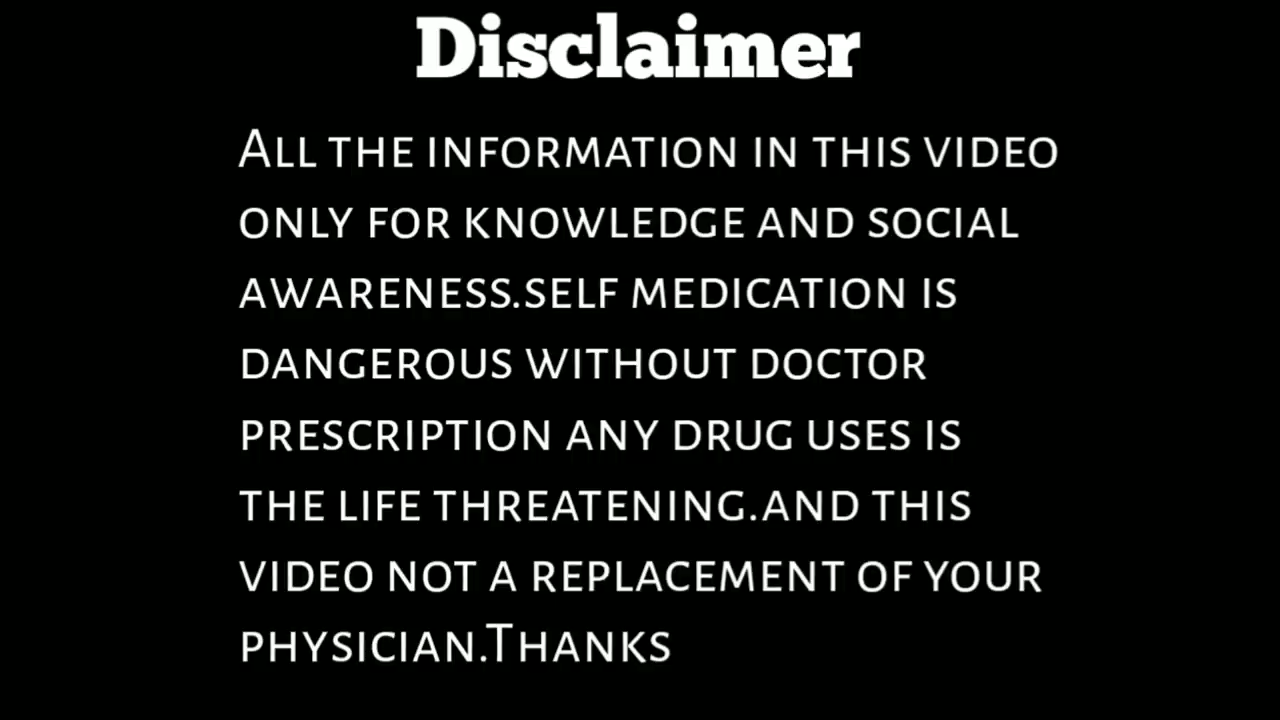 Disclaimer
All the information in this video
only for knowledge and social
awareness.self medication is
dangerous without doctor
prescription any drug uses is
the life threatening.and this
video not a replacement of your
physician.Thanks